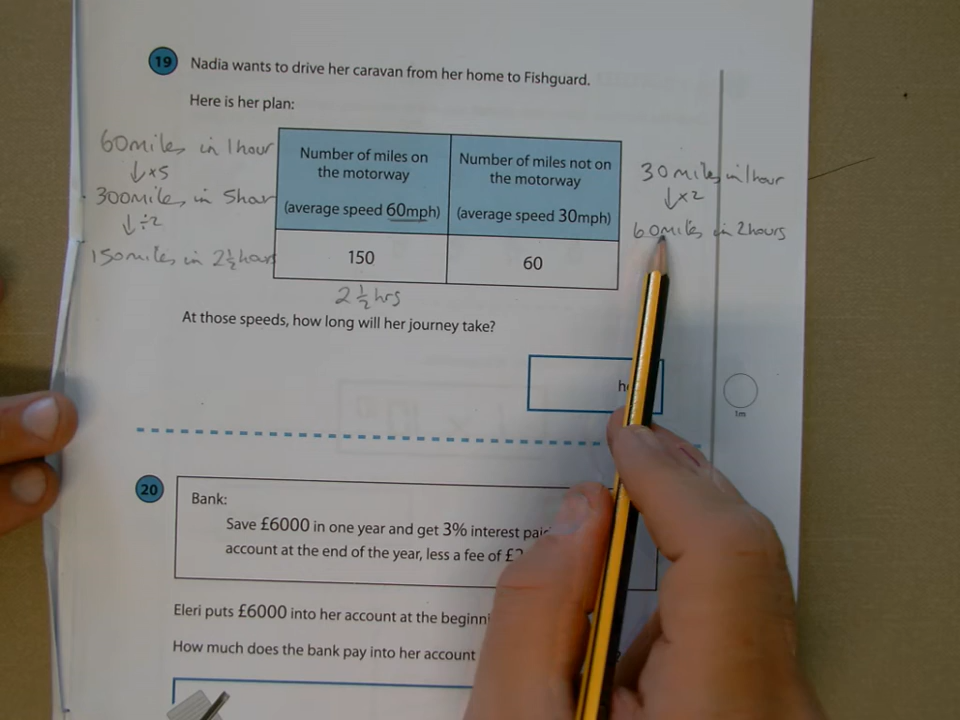 19 Nadia wants to drive her caravan from her home to Fishguard.
Here is her plan:
60miles in 1hour
↓×5
300miles in 5hour
↓÷2
150miles in 2½hour
Number of miles on the motorway (average speed 60mph)
Number of miles not on the motorway (average speed 30mph)
150
60
2½hrs
30miles in 1hour
↓×2
60miles in 2hours
At those speeds, how long will her journey take?
1m
20 Bank:
Save £6000 in one year and get 3% interest
account at the end of the year, less a fee of
Eleri puts £6000 into her account at the
How much does the bank pay into her account